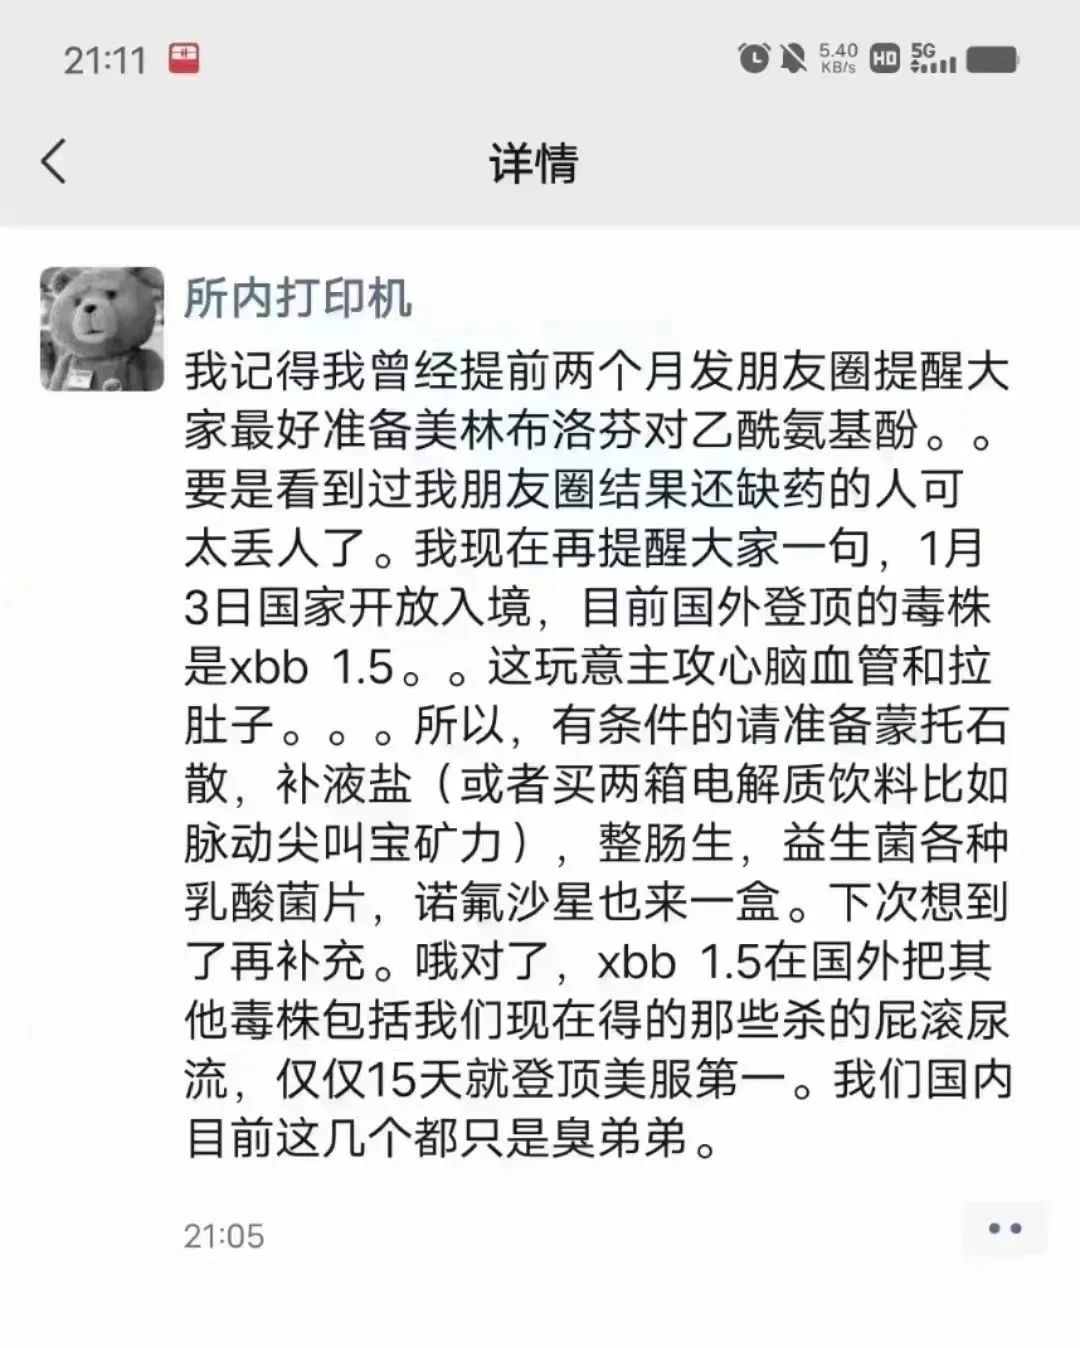 21:11
5.40
KB/s
HD
5G
详情
所内打印机
我记得我曾经提前两个月发朋友圈提醒大
家最好准备美林布洛芬对乙酰氨基酚。。
要是看到过我朋友圈结果还缺药的人可
太丢人了。我现在再提醒大家一句，1月
3日国家开放入境，目前国外登顶的毒株
是xbb 1.5。。这玩意主攻心脑血管和拉
肚子。。。所以，有条件的请准备蒙托石
散，补液盐（或者买两箱电解质饮料比如
脉动尖叫宝矿力），整肠生，益生菌各种
乳酸菌片，诺氟沙星也来一盒。下次想到
了再补充。哦对了，xbb 1.5在国外把其
他毒株包括我们现在得的那些杀的屁滚尿
流，仅仅15天就登顶美服第一。我们国内
目前这几个都只是臭弟弟。
21:05